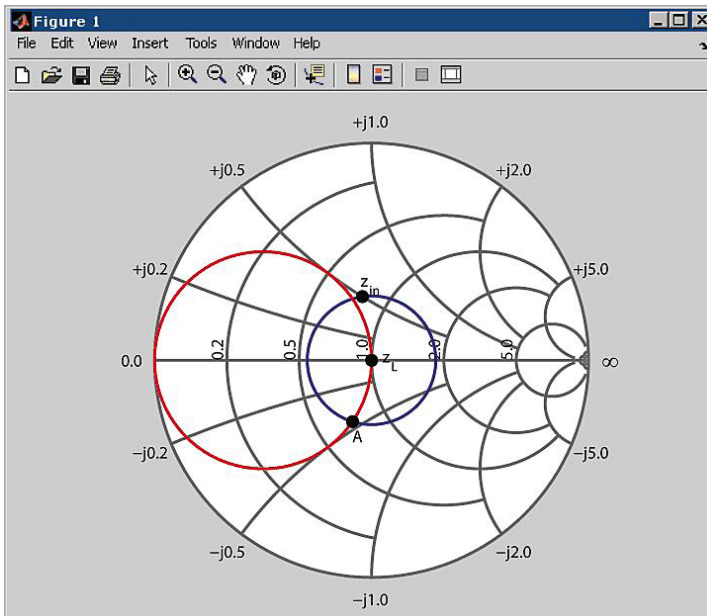 Figure 1
File Edit View Insert Tools Window Help
+j1.0
+j0.5
+j2.0
+j0.2
+j5.0
z_in
0.0
0.2
0.5
1.0
2.0
5.0
∞
z_L
A
−j0.2
−j5.0
−j0.5
−j2.0
−j1.0